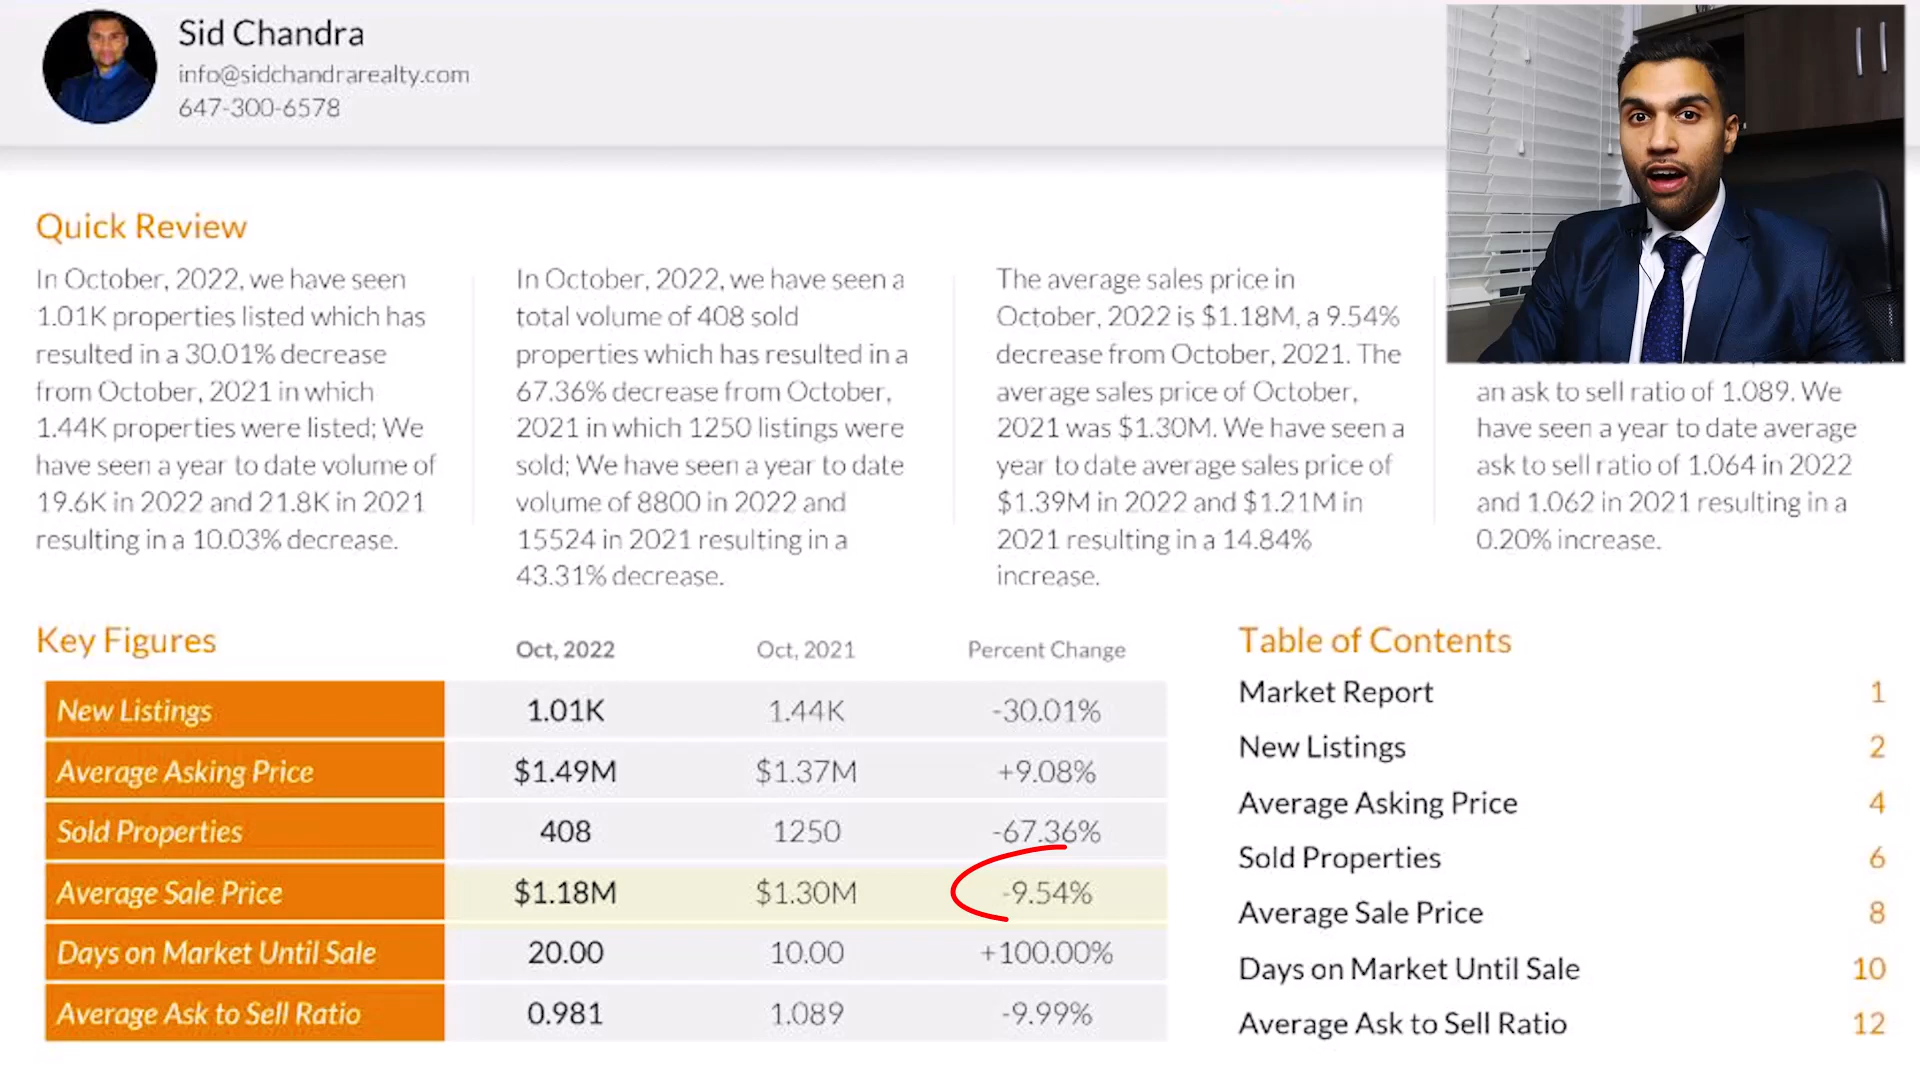 Sid Chandra
info@sidchandrarealty.com
647-300-6578
Quick Review
In October, 2022, we have seen
1.01K properties listed which has
resulted in a 30.01% decrease
from October, 2021 in which
1.44K properties were listed; We
have seen a year to date volume of
19.6K in 2022 and 21.8K in 2021
resulting in a 10.03% decrease.
In October, 2022, we have seen a
total volume of 408 sold
properties which has resulted in a
67.36% decrease from October,
2021 in which 1250 listings were
sold; We have seen a year to date
volume of 8800 in 2022 and
15524 in 2021 resulting in a
43.31% decrease.
The average sales price in
October, 2022 is $1.18M, a 9.54%
decrease from October, 2021. The
average sales price of October,
2021 was $1.30M. We have seen a
year to date average sales price of
$1.39M in 2022 and $1.21M in
2021 resulting in a 14.84%
increase.
an ask to sell ratio of 1.089. We
have seen a year to date average
ask to sell ratio of 1.064 in 2022
and 1.062 in 2021 resulting in a
0.20% increase.
Key Figures Oct, 2022 Oct, 2021 Percent Change
New Listings 1.01K 1.44K -30.01%
Average Asking Price $1.49M $1.37M +9.08%
Sold Properties 408 1250 -67.36%
Average Sale Price $1.18M $1.30M -9.54%
Days on Market Until Sale 20.00 10.00 +100.00%
Average Ask to Sell Ratio 0.981 1.089 -9.99%
Table of Contents
Market Report 1
New Listings 2
Average Asking Price 4
Sold Properties 6
Average Sale Price 8
Days on Market Until Sale 10
Average Ask to Sell Ratio 12